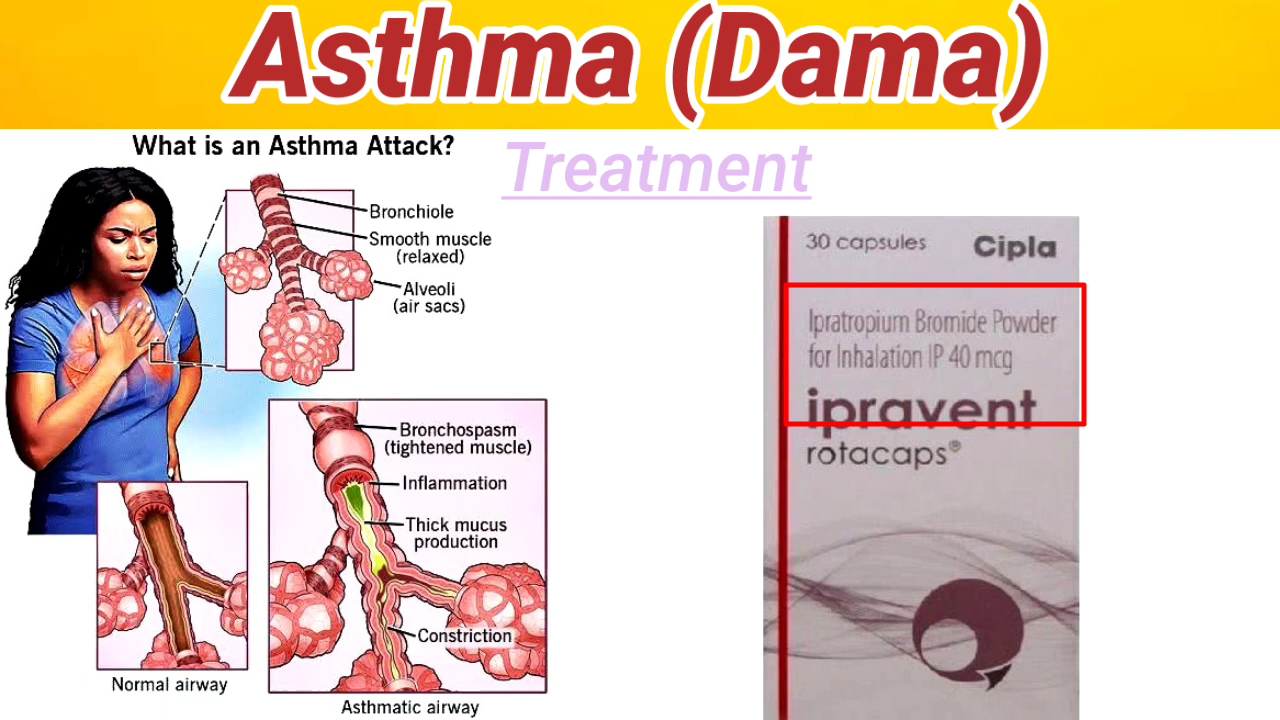 Asthma (Dama)
What is an Asthma Attack?
Treatment
Bronchiole
Smooth muscle
(relaxed)
Alveoli
(air sacs)
Bronchospasm
(tightened muscle)
Inflammation
Thick mucus
production
Constriction
Normal airway
Asthmatic airway
30 capsules Cipla
Ipratropium Bromide Powder
for Inhalation IP 40 mcg
ipravent
rotacaps®